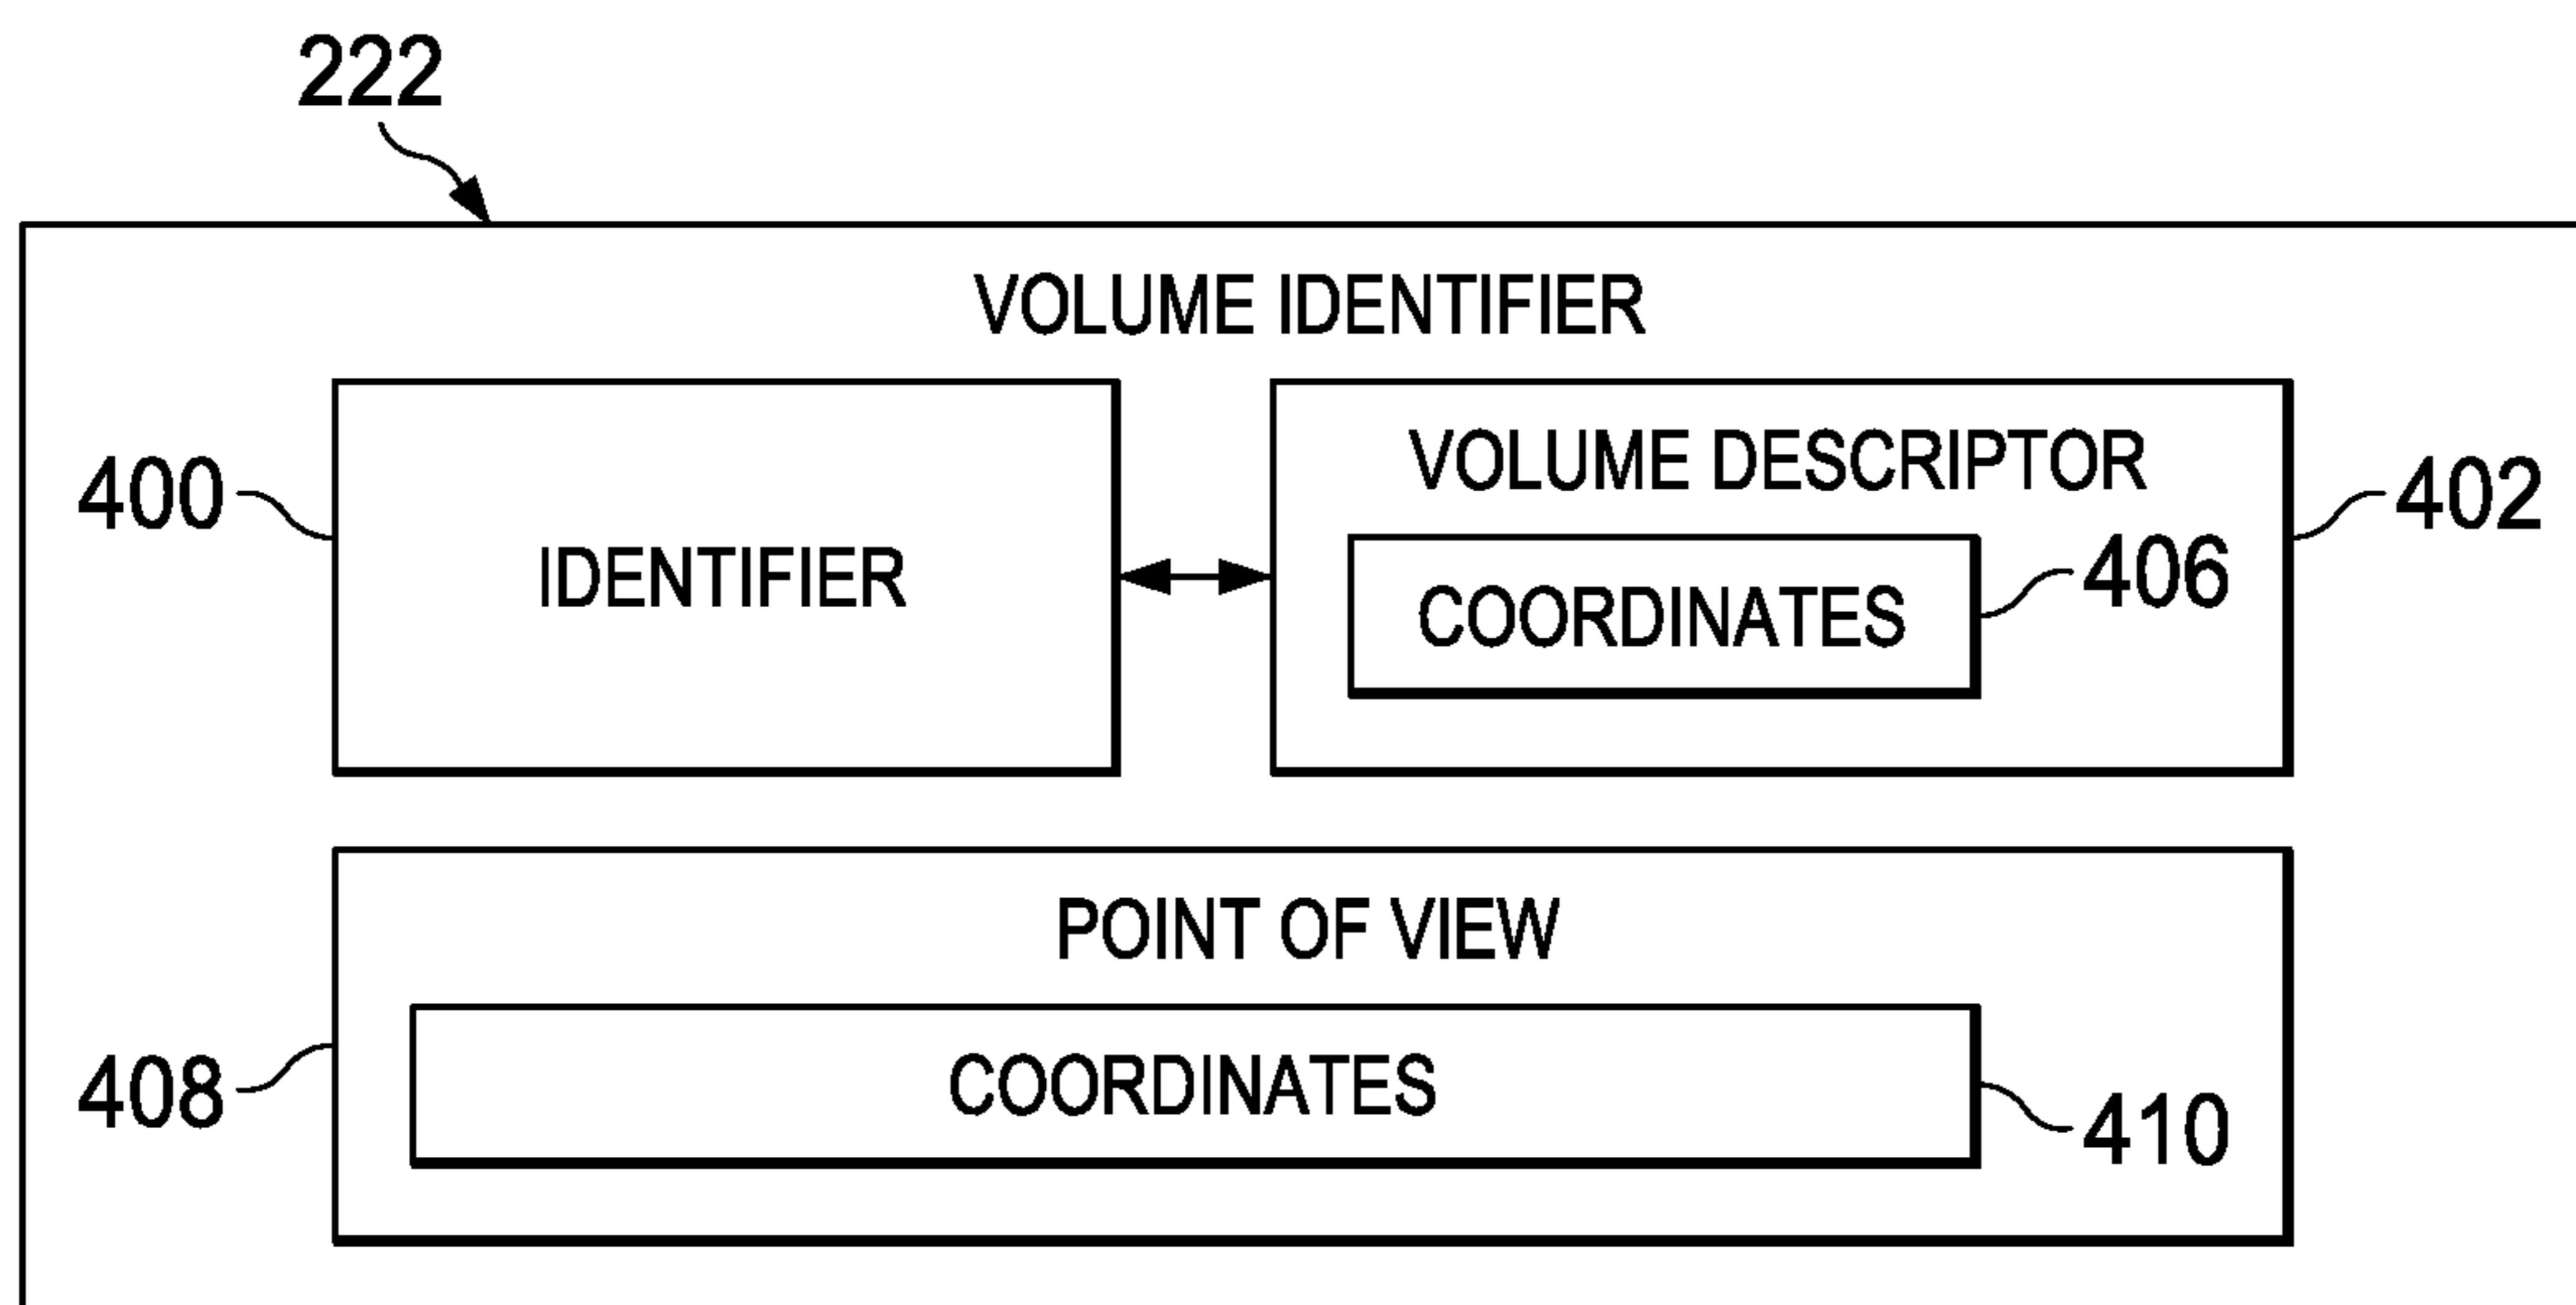 222
VOLUME IDENTIFIER
400
IDENTIFIER
VOLUME DESCRIPTOR
402
COORDINATES
406
POINT OF VIEW
408
COORDINATES
410